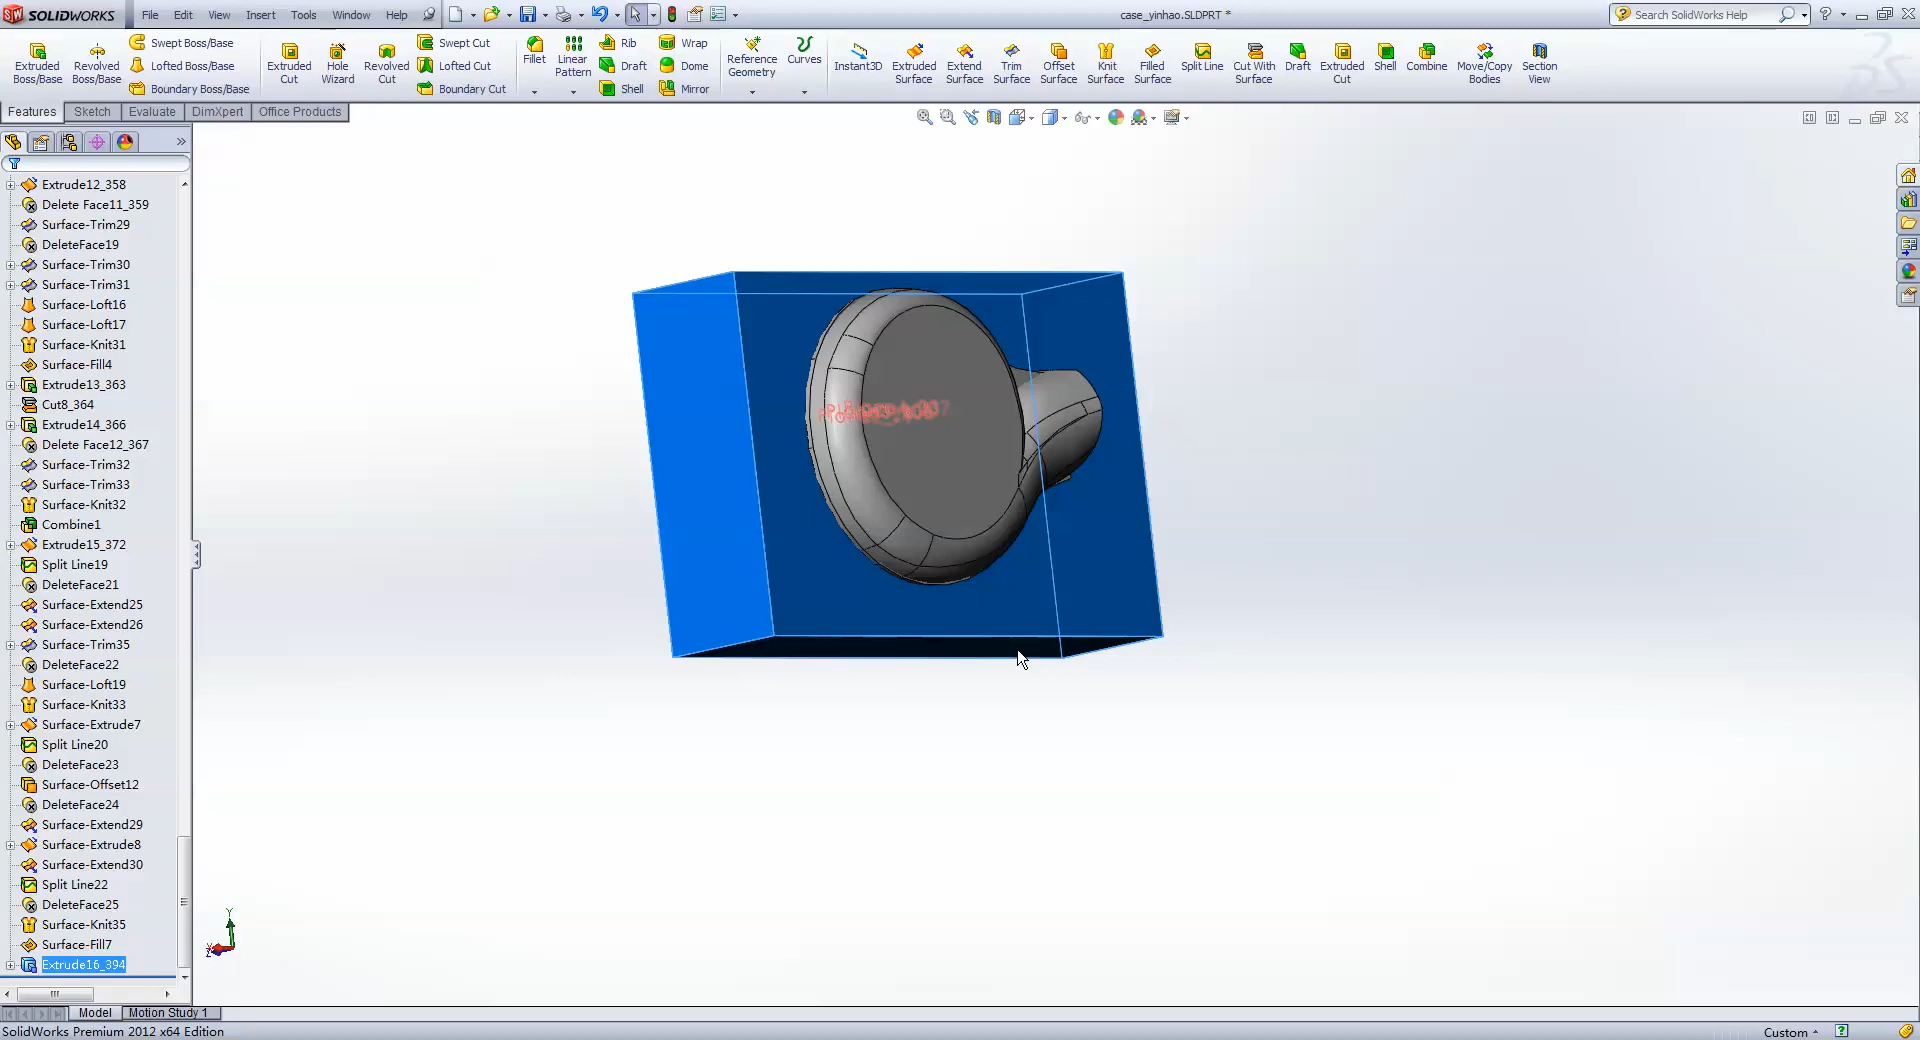 SOLIDWORKS File Edit View Insert Tools Window Help case_yinhao.SLDPRT * Search SolidWorks Help
Extruded Boss/Base
Revolved Boss/Base
Swept Boss/Base
Lofted Boss/Base
Boundary Boss/Base
Extruded Cut
Hole Wizard
Revolved Cut
Swept Cut
Lofted Cut
Boundary Cut
Fillet
Linear Pattern
Rib
Draft
Shell
Wrap
Dome
Mirror
Reference Geometry
Curves
Instant3D
Extruded Surface
Extend Surface
Trim Surface
Offset Surface
Knit Surface
Filled Surface
Split Line
Cut With Surface
Draft
Extruded Cut
Shell
Combine
Move/Copy Bodies
Section View
Features Sketch Evaluate DimXpert Office Products
Extrude12_358
Delete Face11_359
Surface-Trim29
DeleteFace19
Surface-Trim30
Surface-Trim31
Surface-Loft16
Surface-Loft17
Surface-Knit31
Surface-Fill4
Extrude13_363
Cut8_364
Extrude14_366
Delete Face12_367
Surface-Trim32
Surface-Trim33
Surface-Knit32
Combine1
Extrude15_372
Split Line19
DeleteFace21
Surface-Extend25
Surface-Extend26
Surface-Trim35
DeleteFace22
Surface-Loft19
Surface-Knit33
Surface-Extrude7
Split Line20
DeleteFace23
Surface-Offset12
DeleteFace24
Surface-Extend29
Surface-Extrude8
Surface-Extend30
Split Line22
DeleteFace25
Surface-Knit35
Surface-Fill7
Extrude16_394
Y
Model Motion Study 1
SolidWorks Premium 2012 x64 Edition Custom